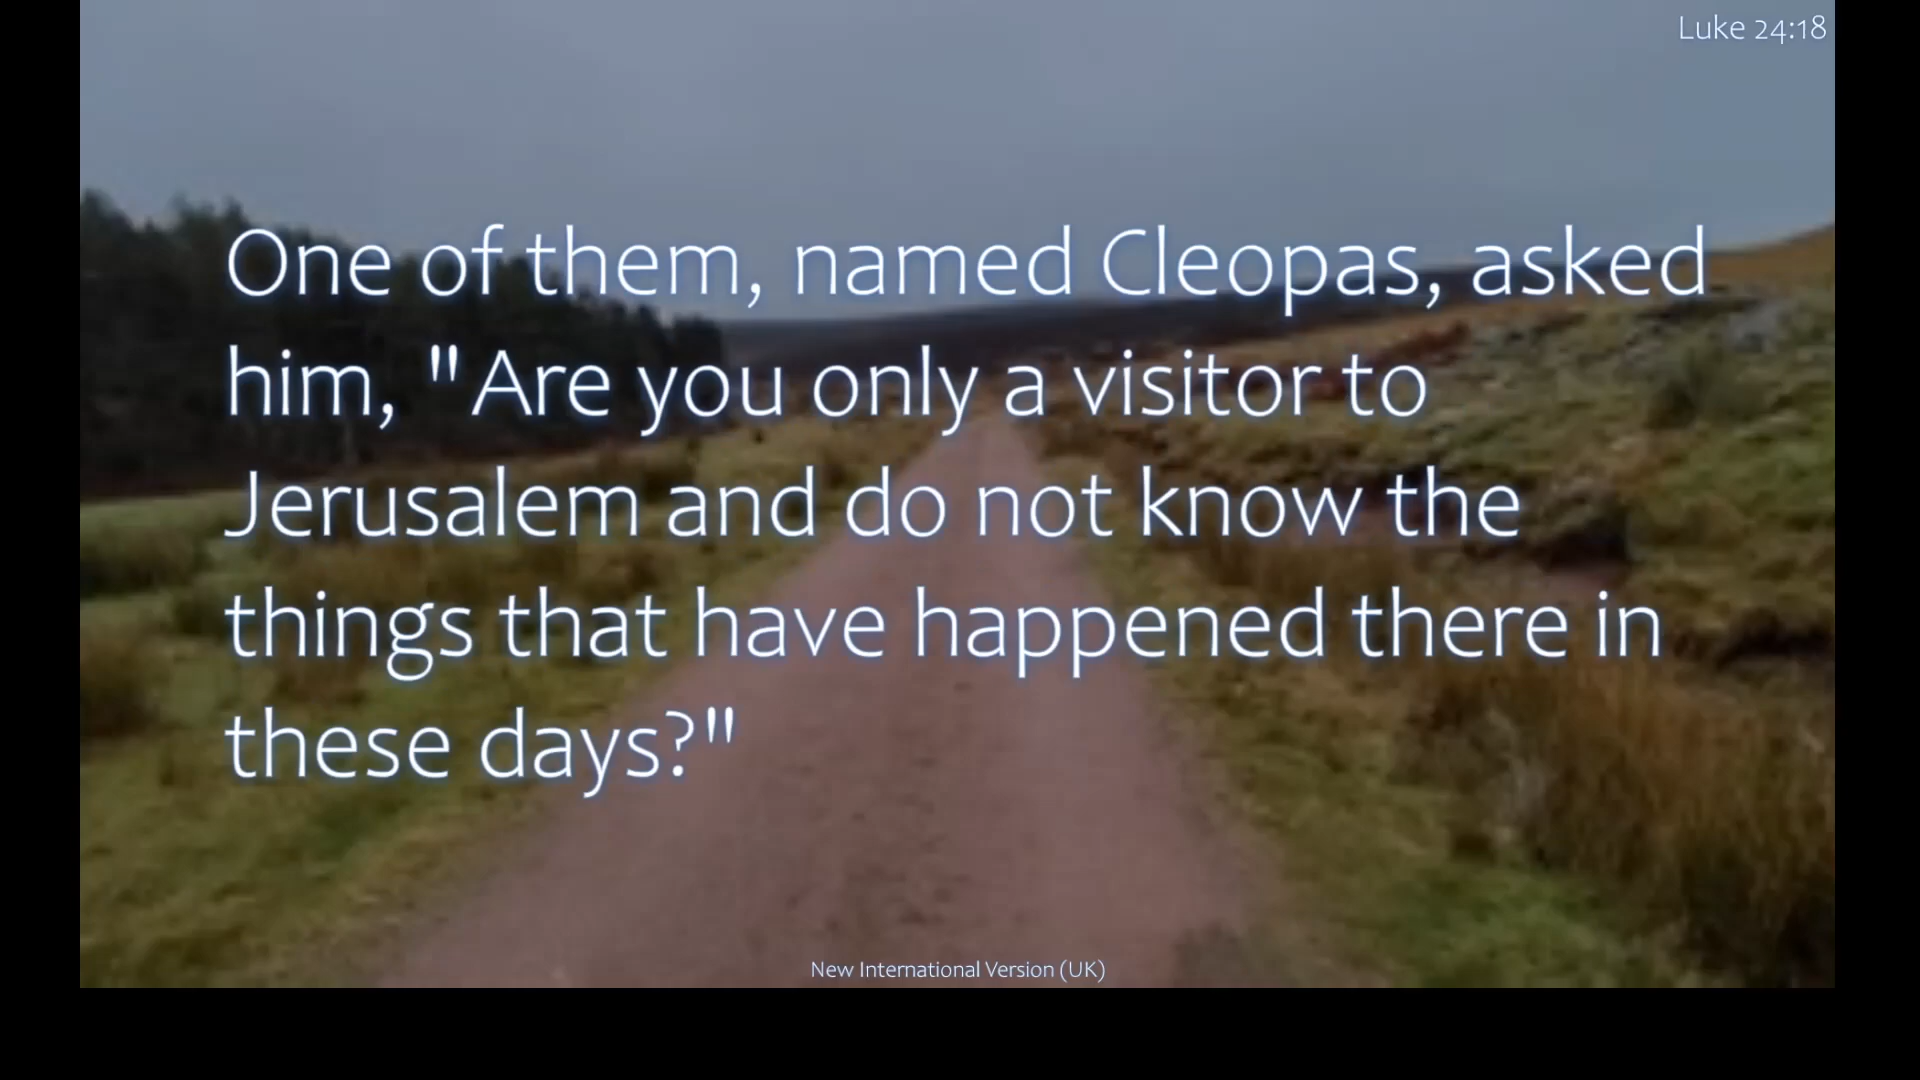 Luke 24:18
One of them, named Cleopas, asked
him, "Are you only a visitor to
Jerusalem and do not know the
things that have happened there in
these days?"
New International Version (UK)